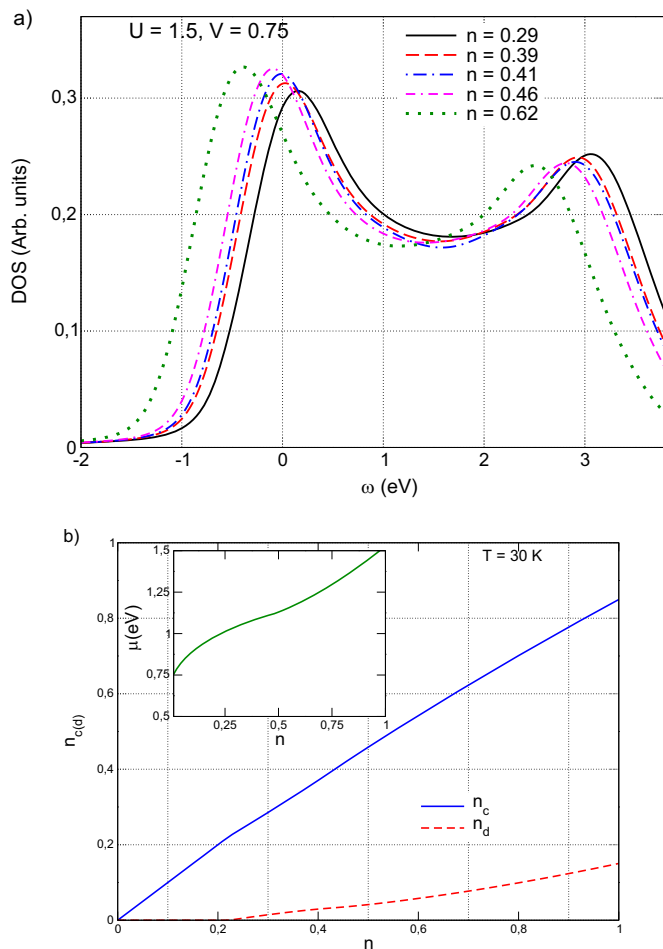 a)
U = 1.5, V = 0.75
n = 0.29
n = 0.39
n = 0.41
n = 0.46
n = 0.62
DOS (Arb. units)
0,3
0,2
0,1
0
-2 -1 0 1 2 3
ω (eV)
b)
T = 30 K
1
0,8
0,6
0,4
0,2
0
n_c(d)
1,5
1,25
1
0,75
0,5
μ(eV)
0,25 0,5 0,75 1
n
n_c
n_d
0 0,2 0,4 0,6 0,8 1
n